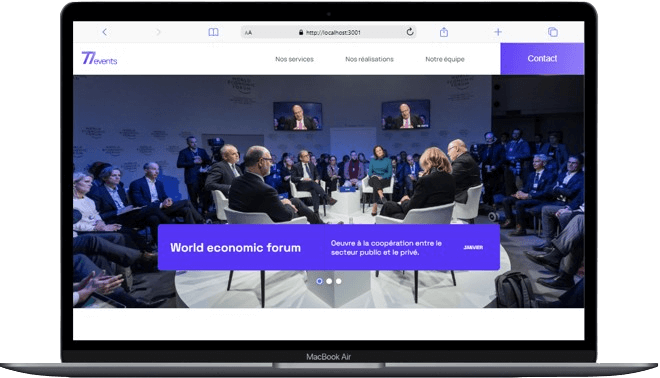 AA http://localhost:3001
77events
Nos services Nos réalisations Notre équipe Contact
World economic forum
Oeuvre à la coopération entre le
secteur public et le privé.
JANVIER
MacBook Air